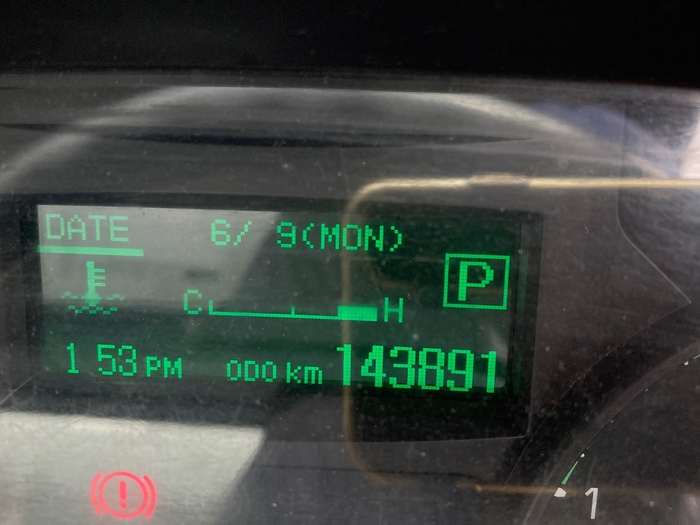 DATE 6/ 9(MON)
P
C H
1 53 PM ODO km 143891
1